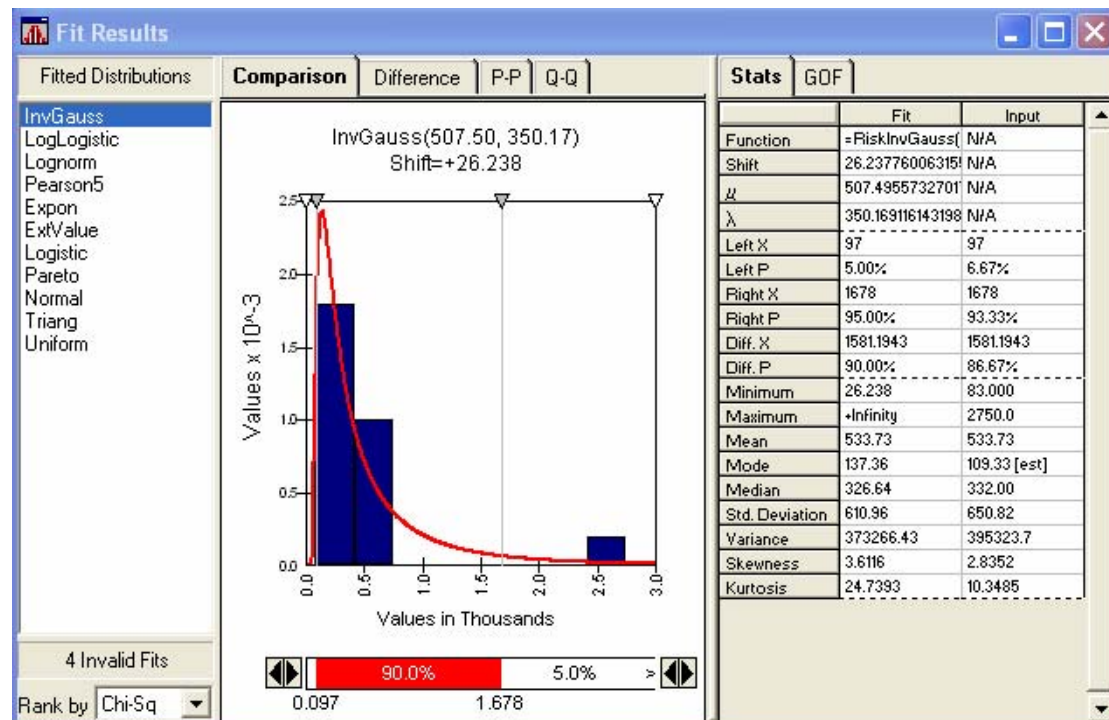 Fit Results
Fitted Distributions
InvGauss
LogLogistic
Lognorm
Pearson5
Expon
ExtValue
Logistic
Pareto
Normal
Triang
Uniform
4 Invalid Fits
Rank by Chi-Sq
Comparison Difference P-P Q-Q
InvGauss(507.50, 350.17)
Shift=+26.238
Values x 10^-3
2.5
2.0
1.5
1.0
0.5
0.0
0.0 0.5 1.0 1.5 2.0 2.5 3.0
Values in Thousands
90.0% 5.0% >
0.097 1.678
Stats GOF
Fit Input
Function =RiskInvGauss( N/A
Shift 26.23776006315 N/A
μ 507.4955732701 N/A
λ 350.169116143198 N/A
Left X 97 97
Left P 5.00% 6.67%
Right X 1678 1678
Right P 95.00% 93.33%
Diff. X 1581.1943 1581.1943
Diff. P 90.00% 86.67%
Minimum 26.238 83.000
Maximum +Infinity 2750.0
Mean 533.73 533.73
Mode 137.36 109.33 [est]
Median 326.64 332.00
Std. Deviation 610.96 650.82
Variance 373266.43 395323.7
Skewness 3.6116 2.8352
Kurtosis 24.7393 10.3485